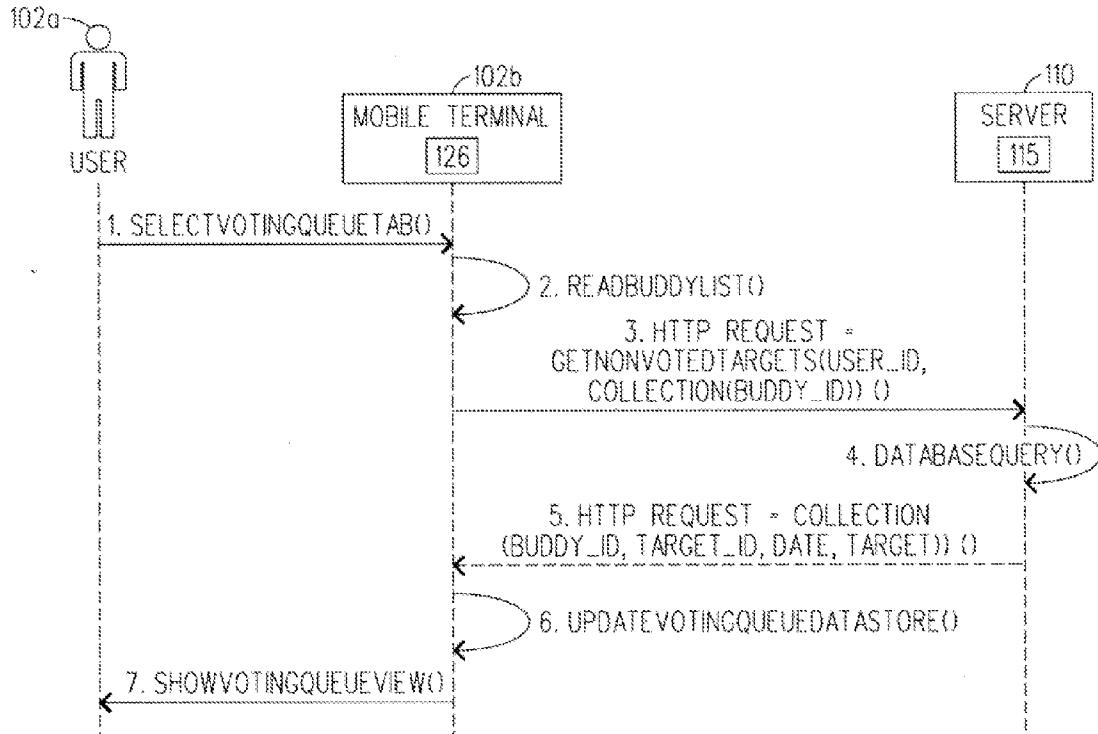 102a
102b
110
MOBILE TERMINAL
SERVER
126
115
USER
1. SELECTVOTINGQUEUETAB()
2. READBUDDYLIST()
3. HTTP REQUEST =
GETNONVOTEDTARGETS(USER_ID,
COLLECTION(BUDDY_ID)) ()
4. DATABASEQUERY()
5. HTTP REQUEST = COLLECTION
(BUDDY_ID, TARGET_ID, DATE, TARGET)) ()
6. UPDATEVOTINGQUEUEDATASTORE()
7. SHOWVOTINGQUEUEVIEW()